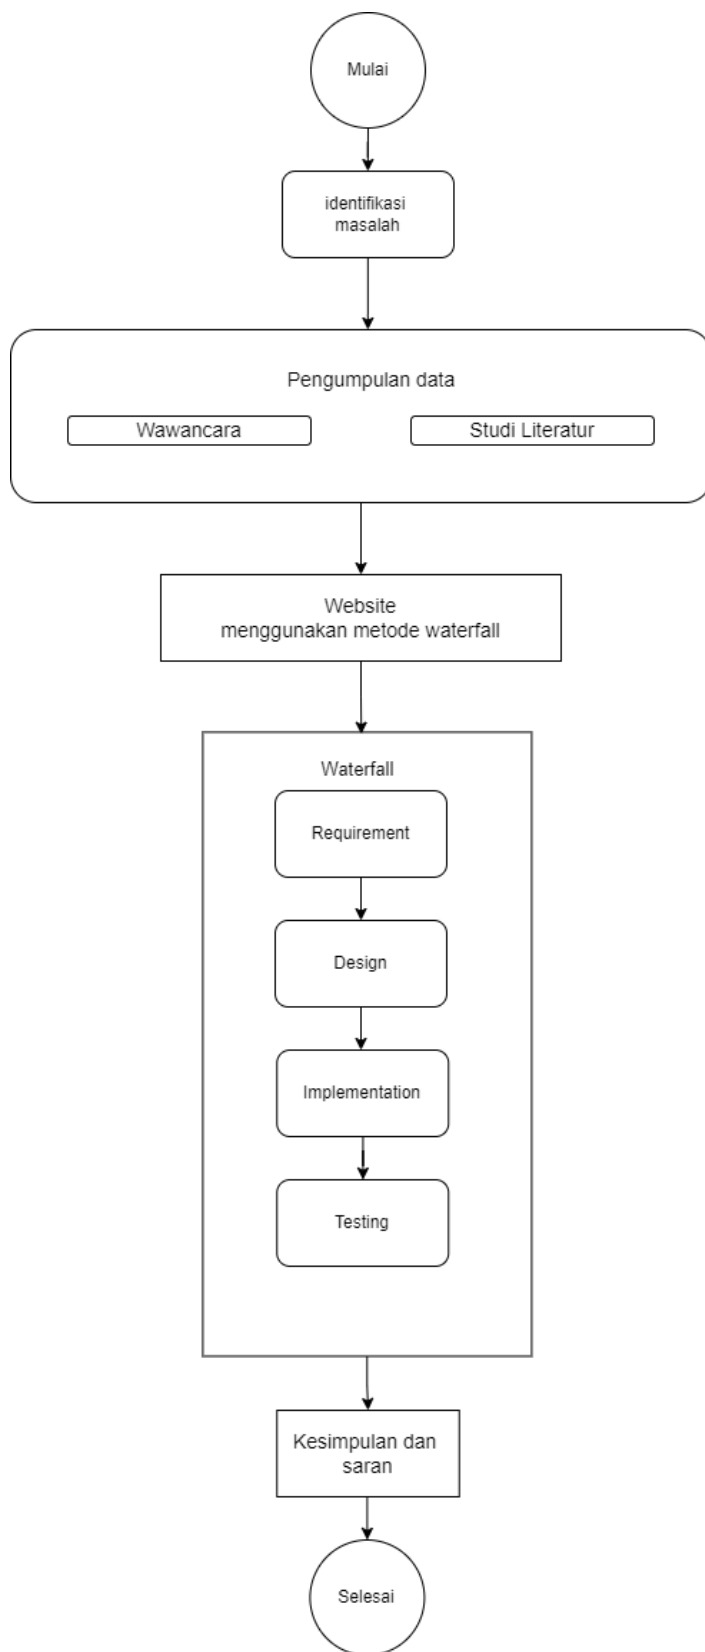 Mulai
identifikasi
masalah
Pengumpulan data
Wawancara
Studi Literatur
Website
menggunakan metode waterfall
Waterfall
Requirement
Design
Implementation
Testing
Kesimpulan dan
saran
Selesai